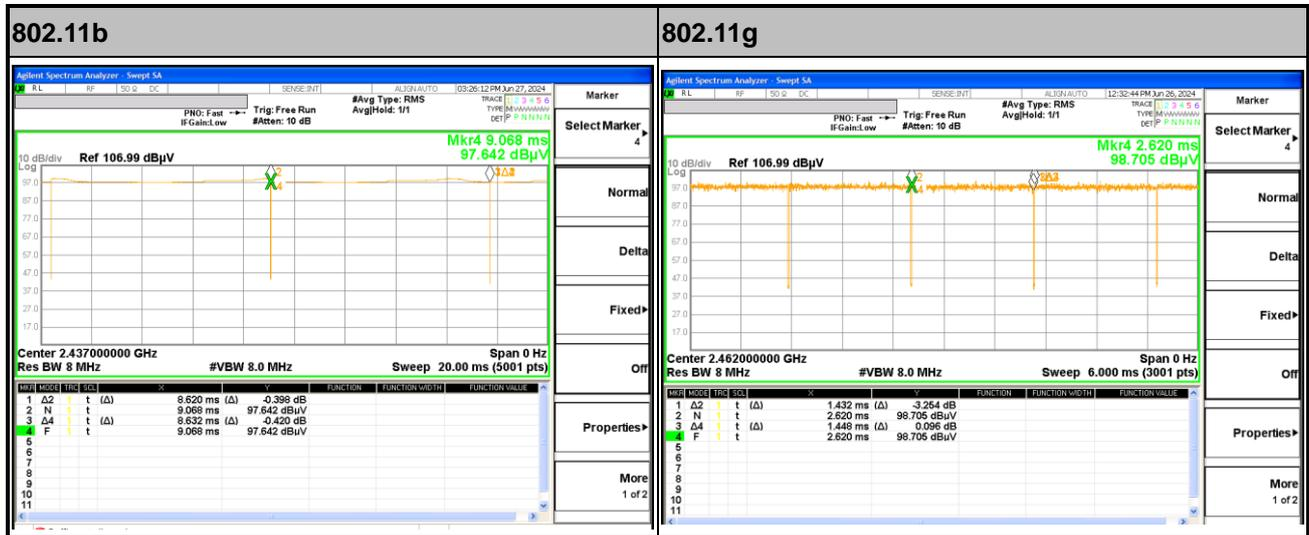 802.11b
802.11g
Agilent Spectrum Analyzer - Swept SA
RL RF 50 Ω DC SENSE:INT ALIGN AUTO 03:26:12 PM Jun 27, 2024
PNO: Fast
IFGain:Low
Trig: Free Run
#Atten: 10 dB
#Avg Type: RMS
Avg|Hold: 1/1
TRACE 1 2 3 4 5 6
TYPE M
DET P P N N N N
Mkr4 9.068 ms
97.642 dBµV
10 dB/div Ref 106.99 dBµV
Log
97.0
87.0
77.0
67.0
57.0
47.0
37.0
27.0
17.0
Center 2.437000000 GHz Span 0 Hz
Res BW 8 MHz #VBW 8.0 MHz Sweep 20.00 ms (5001 pts)
MKR MODE TRC SCL X Y FUNCTION FUNCTION WIDTH FUNCTION VALUE
1 Δ2 1 t (Δ) 8.620 ms (Δ) -0.398 dB
2 N 1 t 9.068 ms 97.642 dBµV
3 Δ4 1 t (Δ) 8.632 ms (Δ) -0.420 dB
4 F 1 t 9.068 ms 97.642 dBµV
5
6
7
8
9
10
11
Marker
Select Marker
4
Normal
Delta
Fixed
Off
Properties
More
1 of 2
Agilent Spectrum Analyzer - Swept SA
RL RF 50 Ω DC SENSE:INT ALIGN AUTO 12:32:44 PM Jun 26, 2024
PNO: Fast
IFGain:Low
Trig: Free Run
#Atten: 10 dB
#Avg Type: RMS
Avg|Hold: 1/1
TRACE 1 2 3 4 5 6
TYPE M
DET P P N N N N
Mkr4 2.620 ms
98.705 dBµV
10 dB/div Ref 106.99 dBµV
Log
97.0
87.0
77.0
67.0
57.0
47.0
37.0
27.0
17.0
Center 2.462000000 GHz Span 0 Hz
Res BW 8 MHz #VBW 8.0 MHz Sweep 6.000 ms (3001 pts)
MKR MODE TRC SCL X Y FUNCTION FUNCTION WIDTH FUNCTION VALUE
1 Δ2 1 t (Δ) 1.432 ms (Δ) -3.254 dB
2 N 1 t 2.620 ms 98.705 dBµV
3 Δ4 1 t (Δ) 1.448 ms (Δ) 0.096 dB
4 F 1 t 2.620 ms 98.705 dBµV
5
6
7
8
9
10
11
Marker
Select Marker
4
Normal
Delta
Fixed
Off
Properties
More
1 of 2